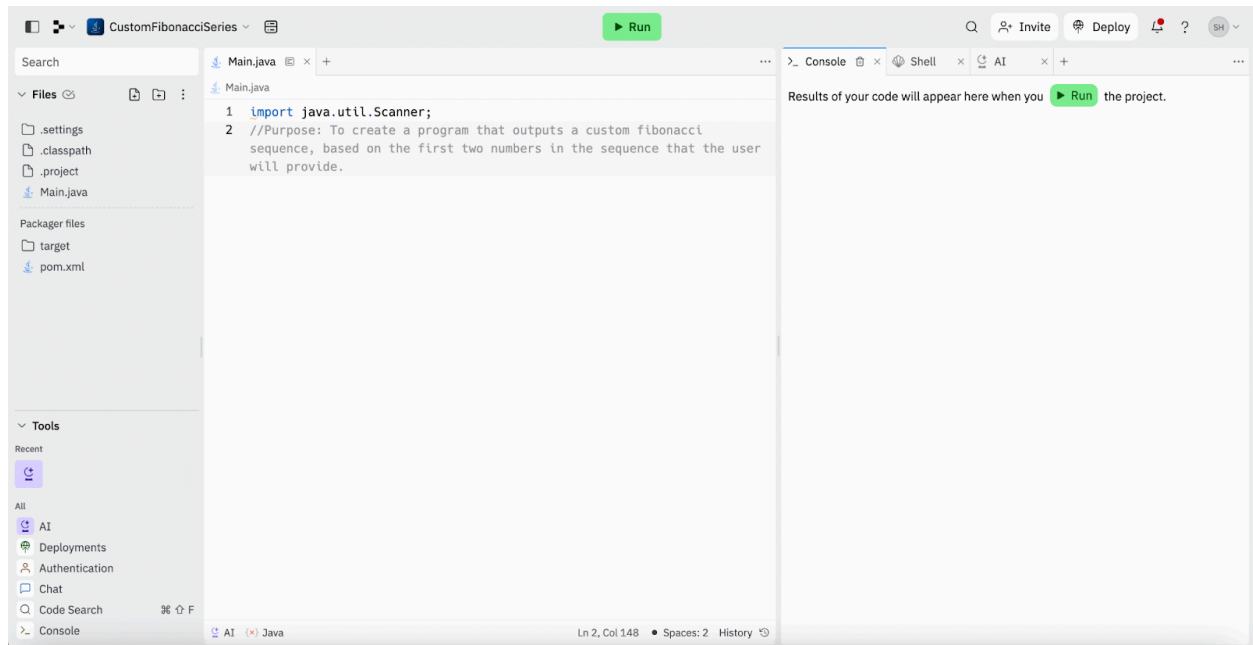 CustomFibonacciSeries
Run
Invite
Deploy
?
SH
Search
Files
.settings
.classpath
.project
Main.java
Packager files
target
pom.xml
Tools
Recent
All
AI
Deployments
Authentication
Chat
Code Search ⌘ ⇧ F
>_ Console
Main.java × +
...
Main.java
1 import java.util.Scanner;
2 //Purpose: To create a program that outputs a custom fibonacci
sequence, based on the first two numbers in the sequence that the user
will provide.
AI Java Ln 2, Col 148 • Spaces: 2 History
>_ Console × Shell × AI × +
...
Results of your code will appear here when you Run the project.